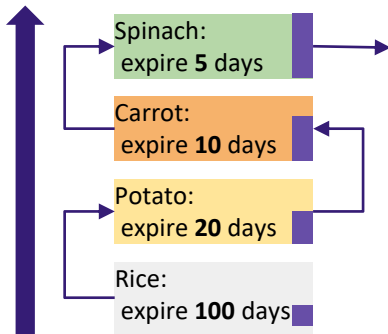 Spinach:
expire 5 days
Carrot:
expire 10 days
Potato:
expire 20 days
Rice:
expire 100 days